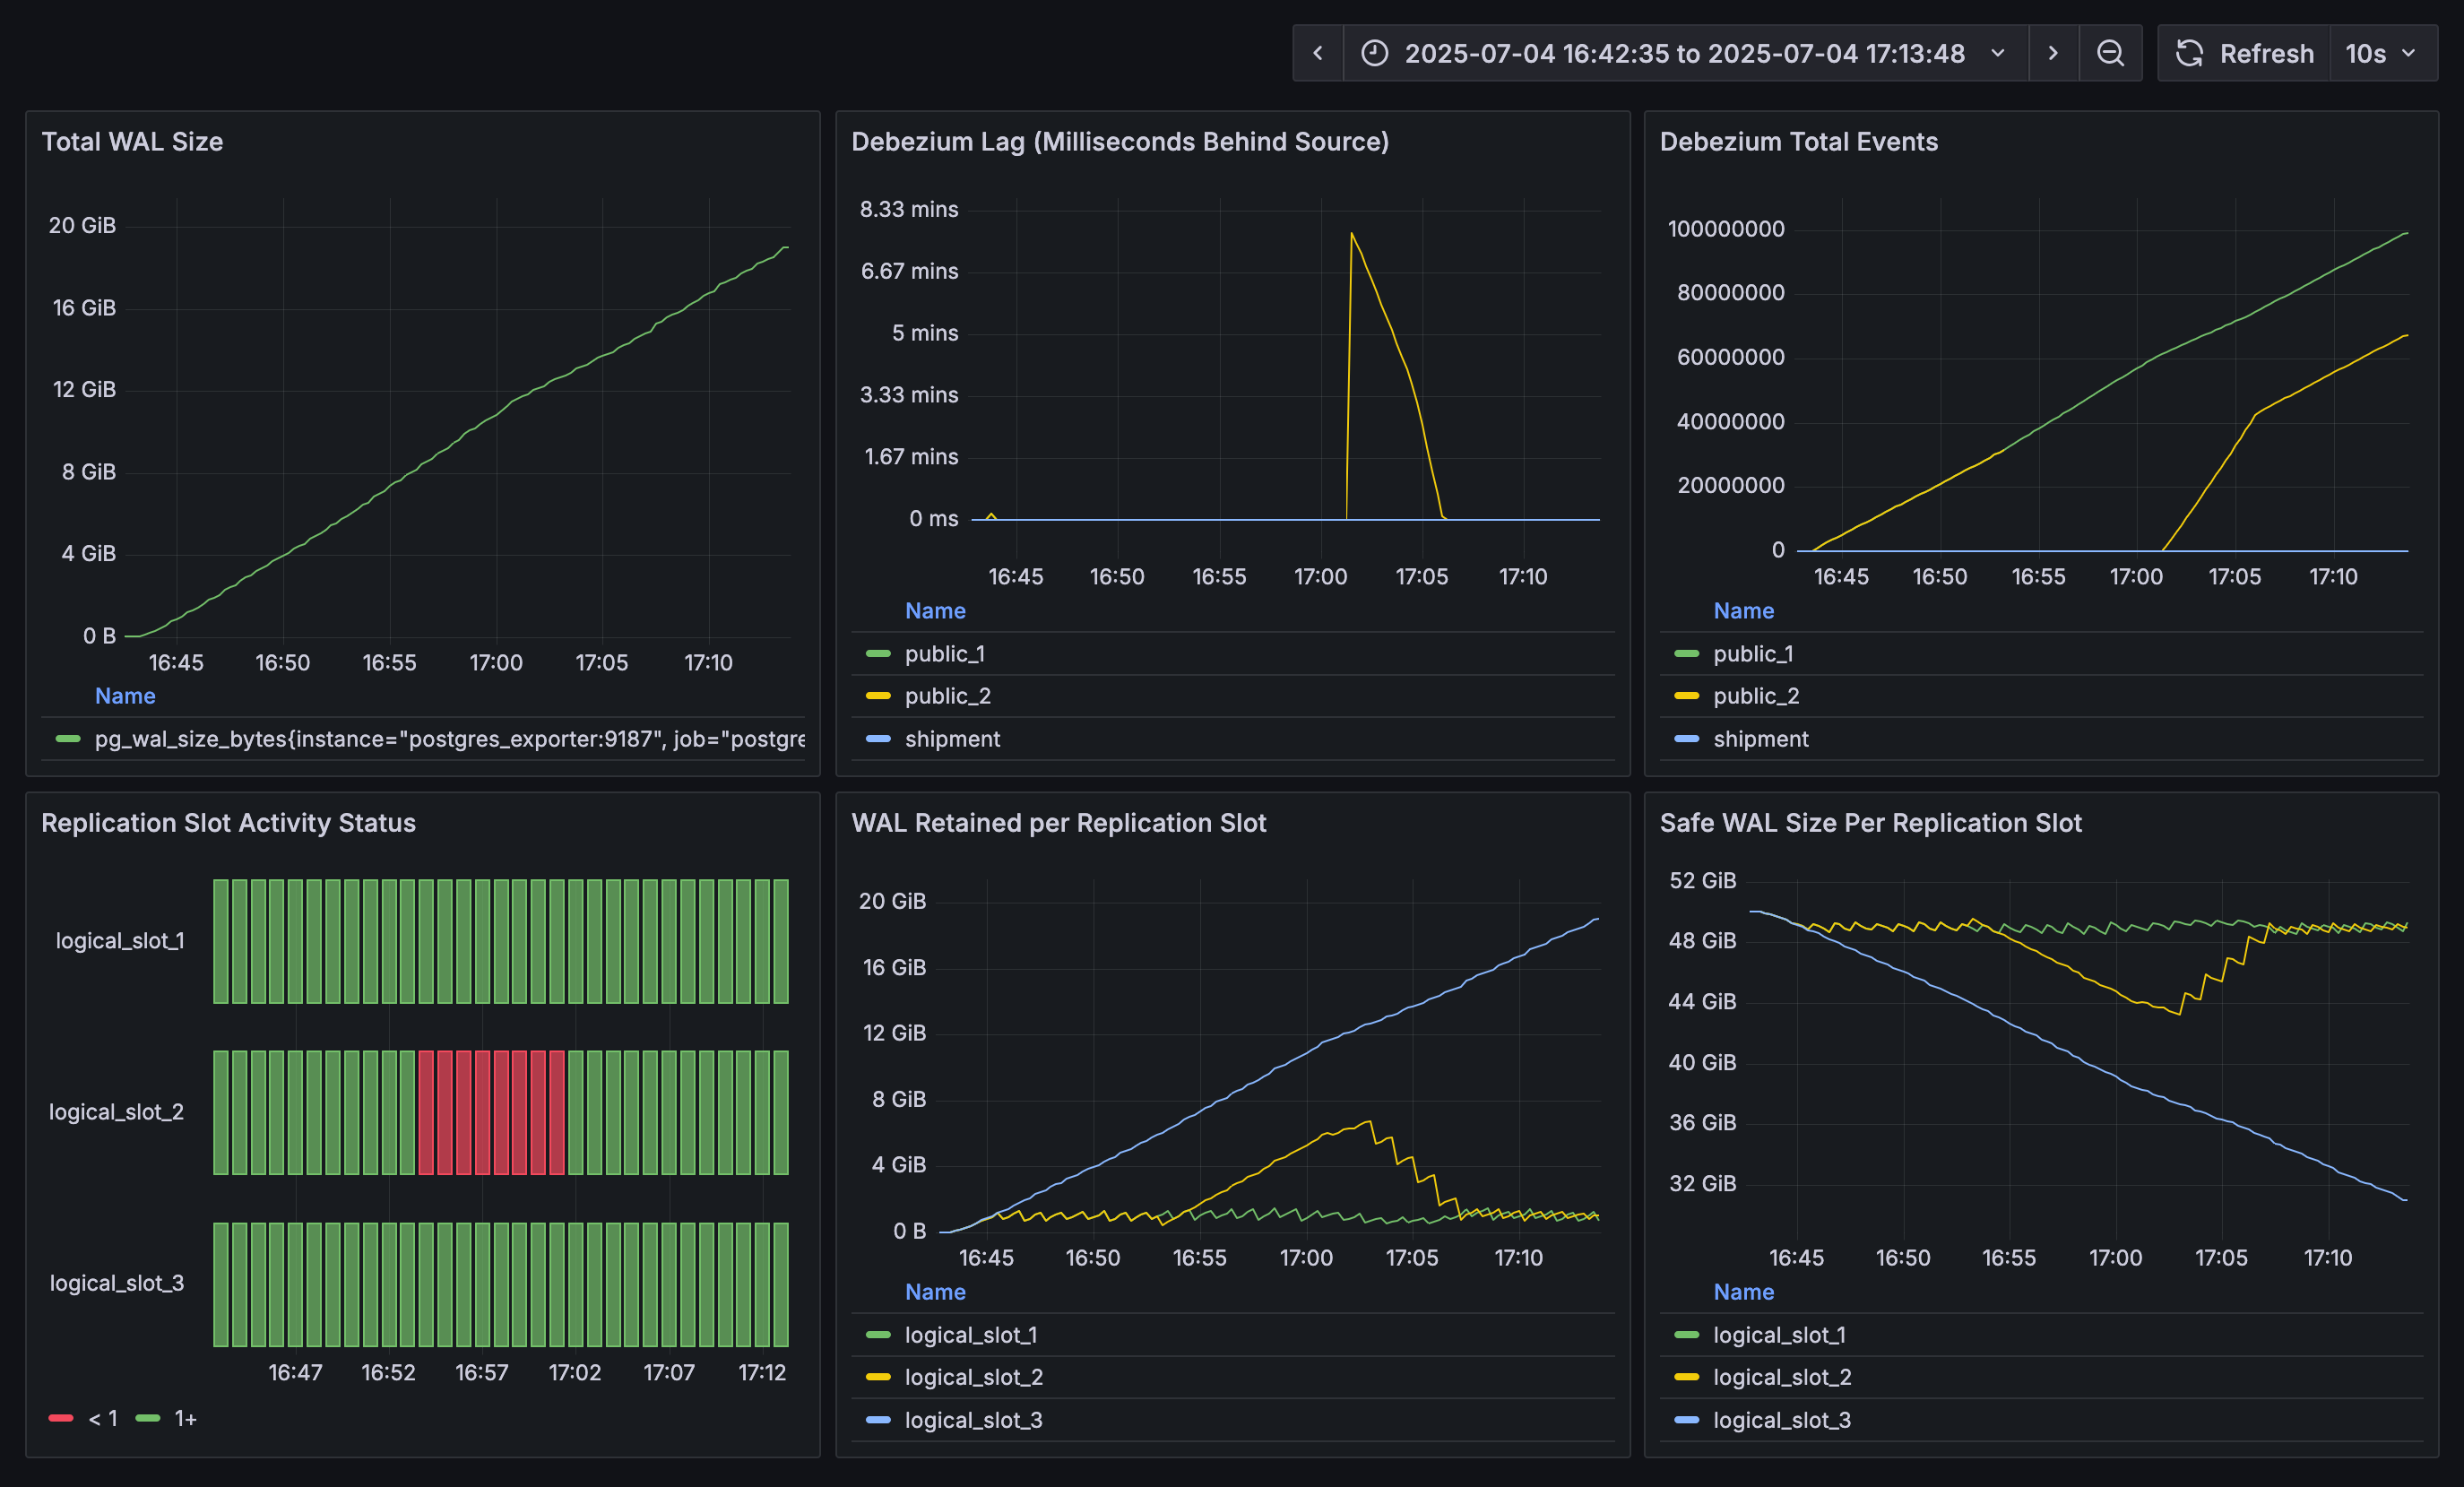 2025-07-04 16:42:35 to 2025-07-04 17:13:48
Refresh
10s
Total WAL Size
20 GiB
16 GiB
12 GiB
8 GiB
4 GiB
0 B
16:45 16:50 16:55 17:00 17:05 17:10
Name
pg_wal_size_bytes{instance="postgres_exporter:9187", job="postgre
Debezium Lag (Milliseconds Behind Source)
8.33 mins
6.67 mins
5 mins
3.33 mins
1.67 mins
0 ms
16:45 16:50 16:55 17:00 17:05 17:10
Name
public_1
public_2
shipment
Debezium Total Events
100000000
80000000
60000000
40000000
20000000
0
16:45 16:50 16:55 17:00 17:05 17:10
Name
public_1
public_2
shipment
Replication Slot Activity Status
logical_slot_1
logical_slot_2
logical_slot_3
16:47 16:52 16:57 17:02 17:07 17:12
< 1 1+
WAL Retained per Replication Slot
20 GiB
16 GiB
12 GiB
8 GiB
4 GiB
0 B
16:45 16:50 16:55 17:00 17:05 17:10
Name
logical_slot_1
logical_slot_2
logical_slot_3
Safe WAL Size Per Replication Slot
52 GiB
48 GiB
44 GiB
40 GiB
36 GiB
32 GiB
16:45 16:50 16:55 17:00 17:05 17:10
Name
logical_slot_1
logical_slot_2
logical_slot_3